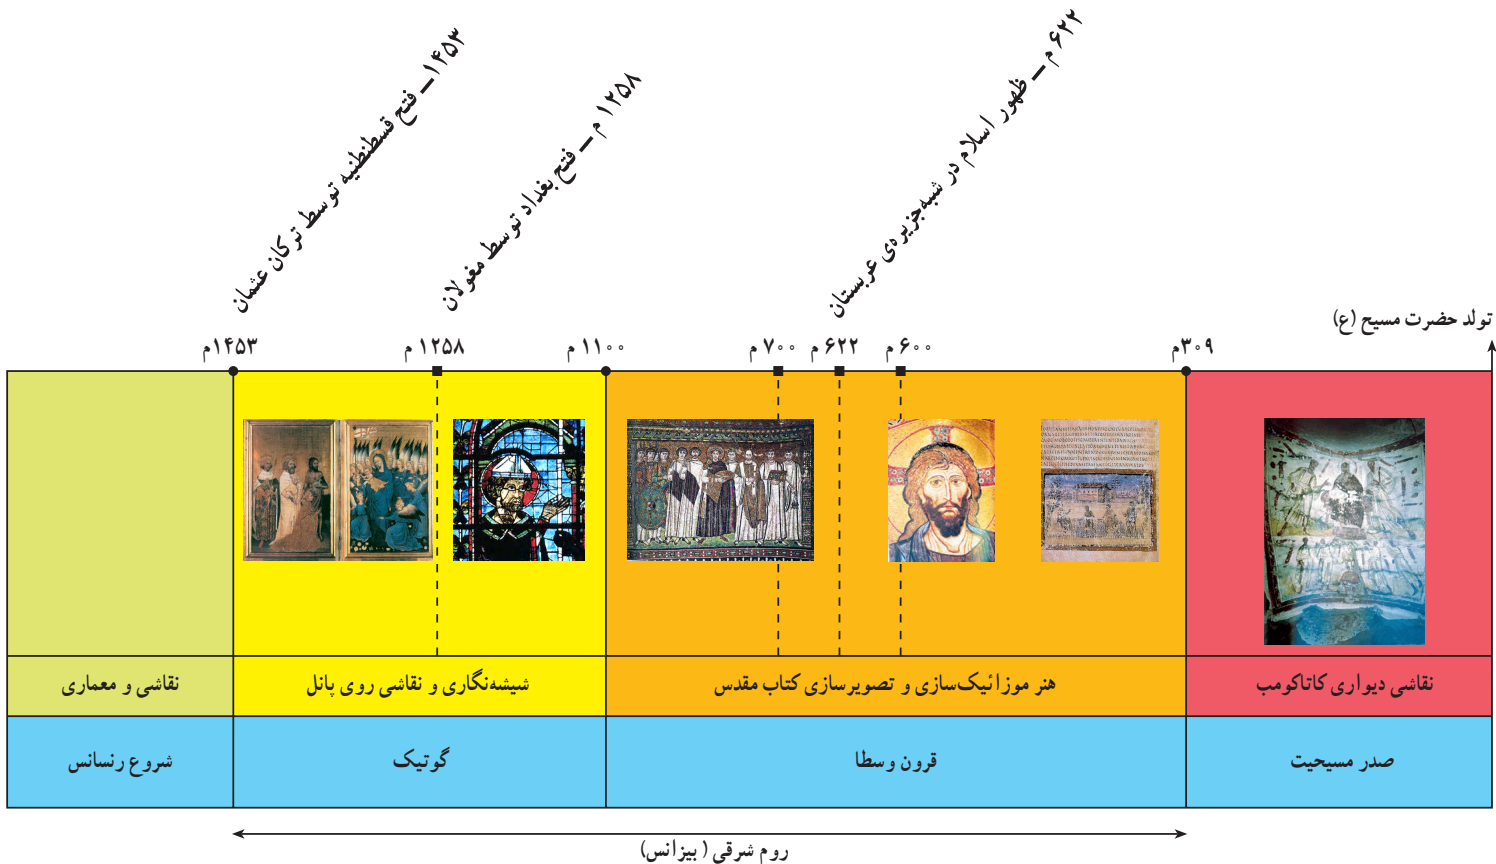 ۱۴۵۳ــ فتح قسطنطنیه توسط ترکان عثمان
۱۲۵۸ م ــ فتح بغداد توسط مغولان
۶۲۲ م ــ ظهور اسلام در شبه‌جزیره‌ی عربستان
تولد حضرت مسیح (ع)
۳۰۹م
۶۰۰ م
۶۲۲ م
۷۰۰ م
۱۱۰۰ م
۱۲۵۸ م
۱۴۵۳م
نقاشی دیواری کاتاکومب
هنر موزائیک‌سازی و تصویرسازی کتاب مقدس
شیشه‌نگاری و نقاشی روی پانل
نقاشی و معماری
صدر مسیحیت
قرون وسطا
گوتیک
شروع رنسانس
روم شرقی ( بیزانس)